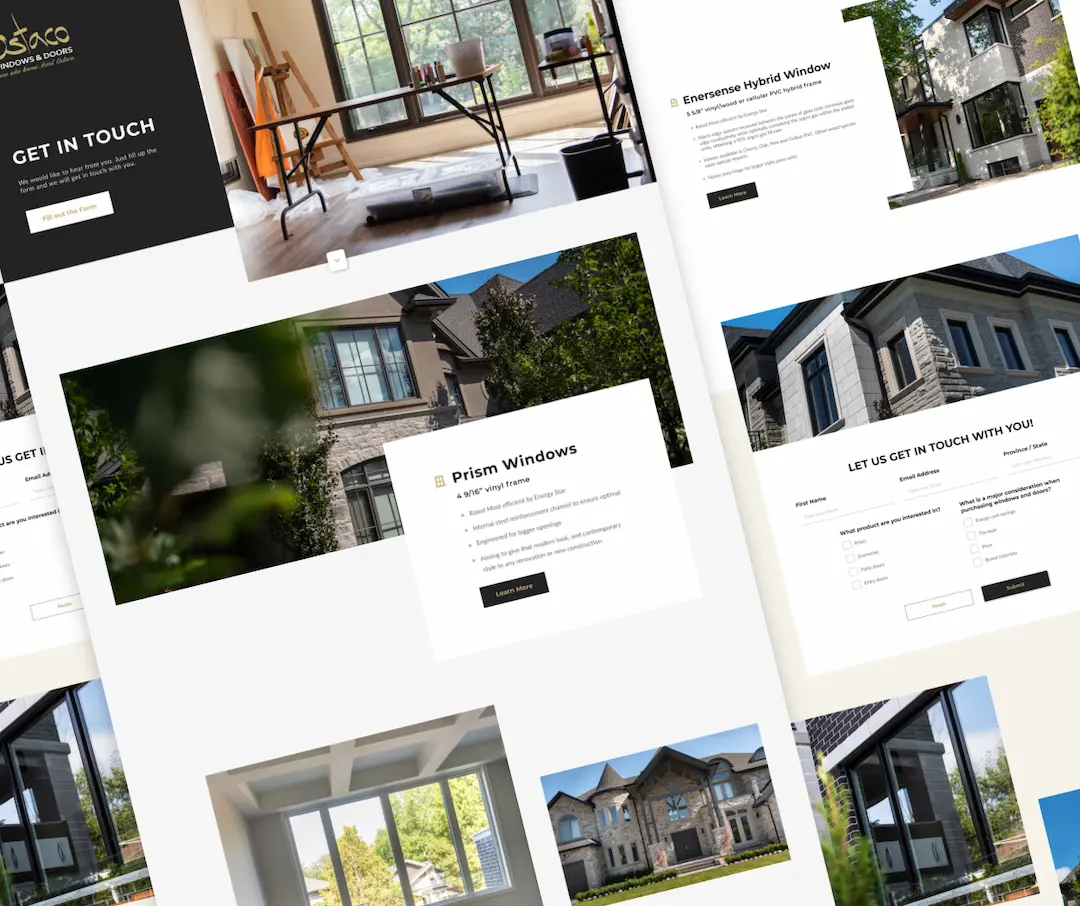 Ostaco
WINDOWS & DOORS
GET IN TOUCH
We would like to hear from you. Just fill up the
form and we will get in touch with you.
Fill out the Form
Prism Windows
4 9/16" vinyl frame
Rated Most efficient by Energy Star
Internal steel reinforcement channel to ensure optimal
Engineered for bigger openings
Aiming to give that modern look, and contemporary
style to any renovation or new construction
Learn More
Enersense Hybrid Window
5 5/8" vinyl/wood or cellular PVC hybrid frame
Rated Most efficient by Energy Star
Learn More
LET US GET IN TOUCH WITH YOU!
First Name
Email Address
Province / State
What product are you interested in?
Prism
Enersense
Patio doors
Entry doors
What is a major consideration when
purchasing windows and doors?
Energy cost savings
The look
Price
Brand notoriety
Reset
Submit
US GET I
Email Ad
oduct are you interested in
Reset